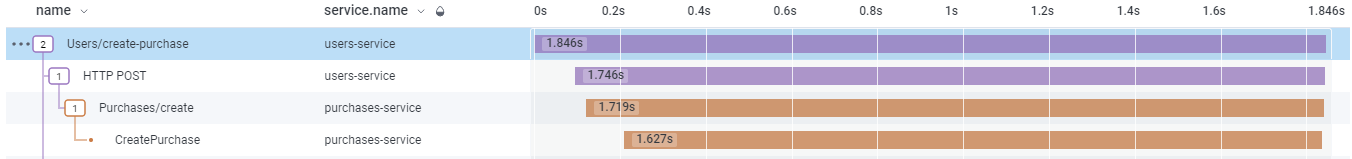 name service.name 0s 0.2s 0.4s 0.6s 0.8s 1s 1.2s 1.4s 1.6s 1.846s
2 Users/create-purchase users-service 1.846s
1 HTTP POST users-service 1.746s
1 Purchases/create purchases-service 1.719s
CreatePurchase purchases-service 1.627s